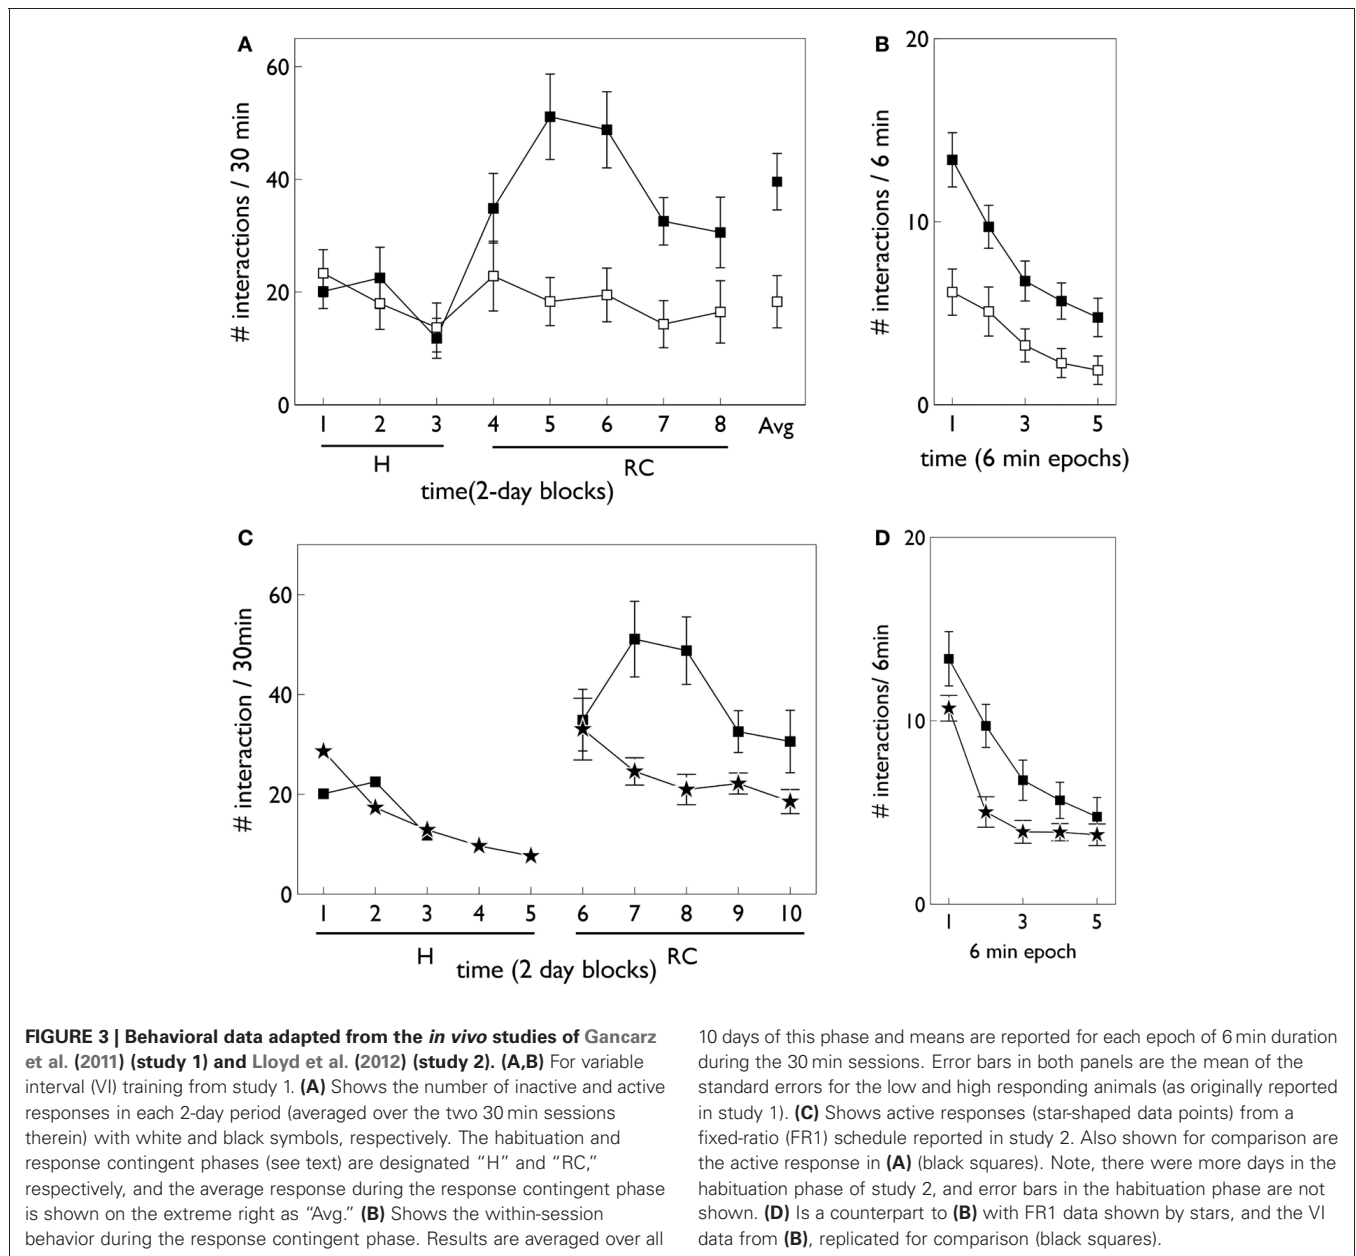 A
60
40
20
0
# interactions / 30 min
1 2 3 4 5 6 7 8 Avg
H RC
time(2-day blocks)
B
20
10
0
# interactions / 6 min
1 3 5
time (6 min epochs)
C
60
40
20
0
# interaction / 30min
1 2 3 4 5 6 7 8 9 10
H RC
time (2 day blocks)
D
20
10
0
# interactions/ 6min
1 3 5
6 min epoch
FIGURE 3 | Behavioral data adapted from the in vivo studies of Gancarz
et al. (2011) (study 1) and Lloyd et al. (2012) (study 2). (A,B) For variable
interval (VI) training from study 1. (A) Shows the number of inactive and active
responses in each 2-day period (averaged over the two 30 min sessions
therein) with white and black symbols, respectively. The habituation and
response contingent phases (see text) are designated “H” and “RC,”
respectively, and the average response during the response contingent phase
is shown on the extreme right as “Avg.” (B) Shows the within-session
behavior during the response contingent phase. Results are averaged over all
10 days of this phase and means are reported for each epoch of 6 min duration
during the 30 min sessions. Error bars in both panels are the mean of the
standard errors for the low and high responding animals (as originally reported
in study 1). (C) Shows active responses (star-shaped data points) from a
fixed-ratio (FR1) schedule reported in study 2. Also shown for comparison are
the active response in (A) (black squares). Note, there were more days in the
habituation phase of study 2, and error bars in the habituation phase are not
shown. (D) Is a counterpart to (B) with FR1 data shown by stars, and the VI
data from (B), replicated for comparison (black squares).